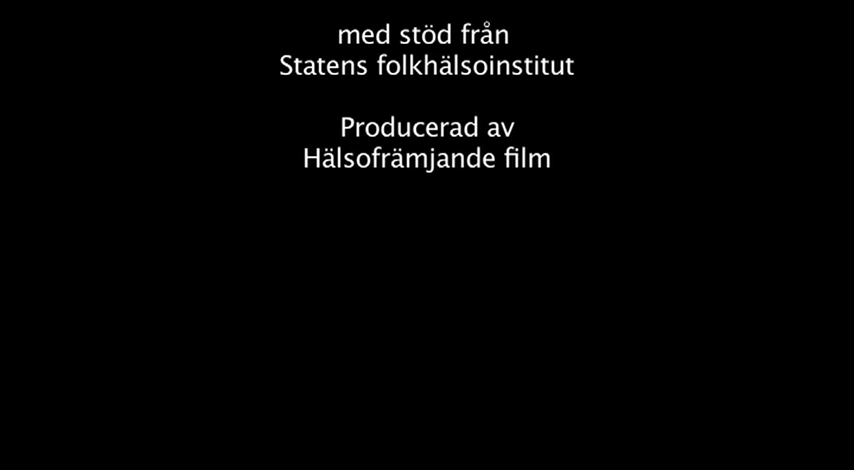 med stöd från
Statens folkhälsoinstitut
Producerad av
Hälsofrämjande film